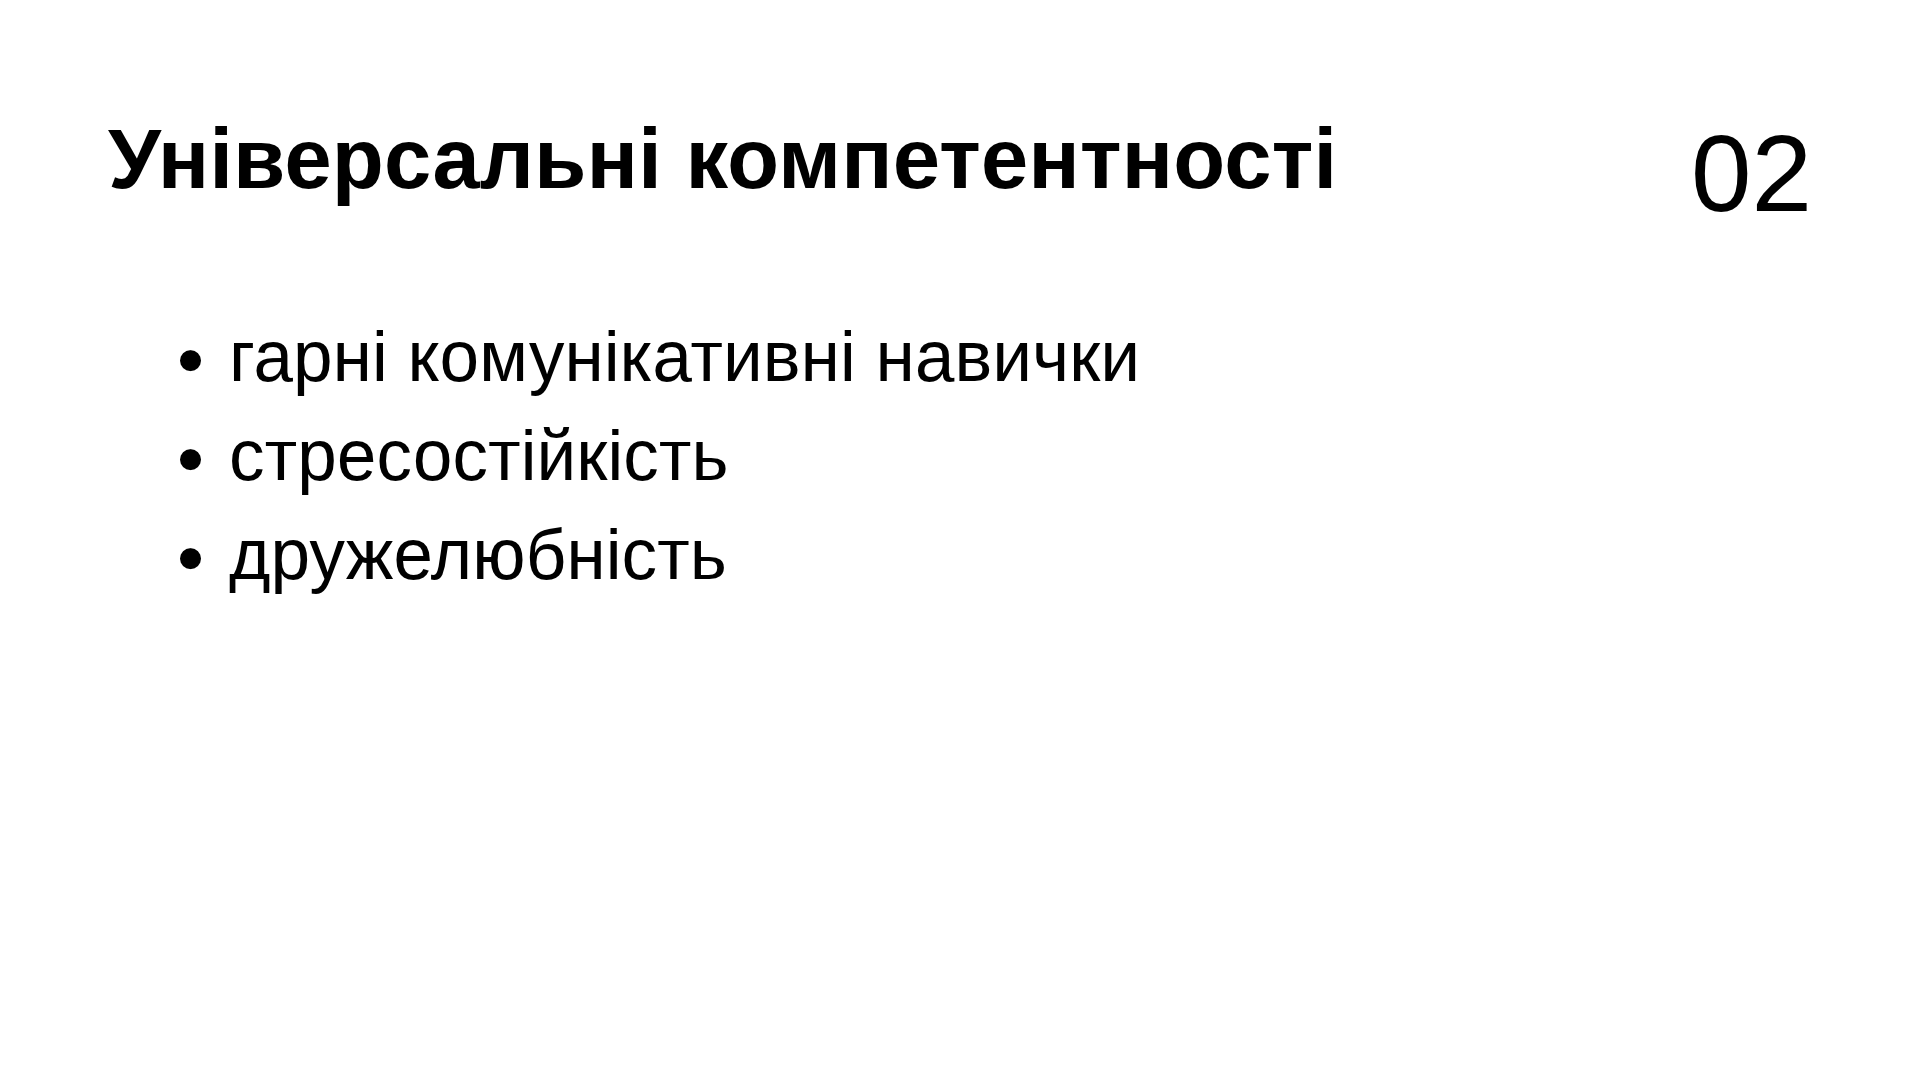 Універсальні компетентності
02
• гарні комунікативні навички
• стресостійкість
• дружелюбність